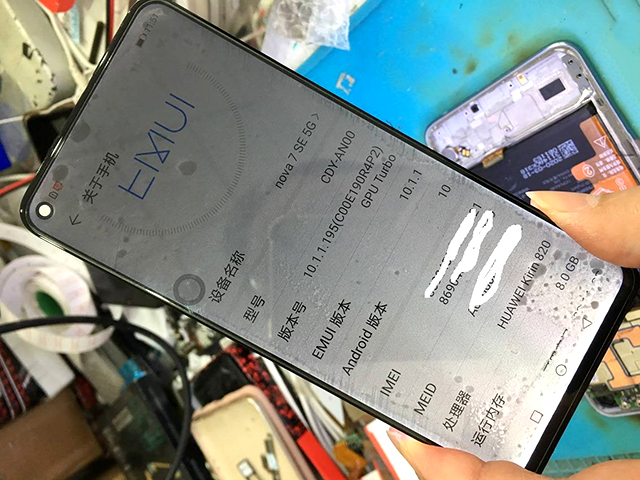 关于手机
EMUI
设备名称 nova 7 SE 5G >
型号 CDY-AN00
版本号 10.1.1.195(C00E190R4P2)
GPU Turbo
EMUI 版本 10.1.1
Android 版本 10
IMEI
MEID
处理器 HUAWEI Kirin 820
运行内存 8.0 GB